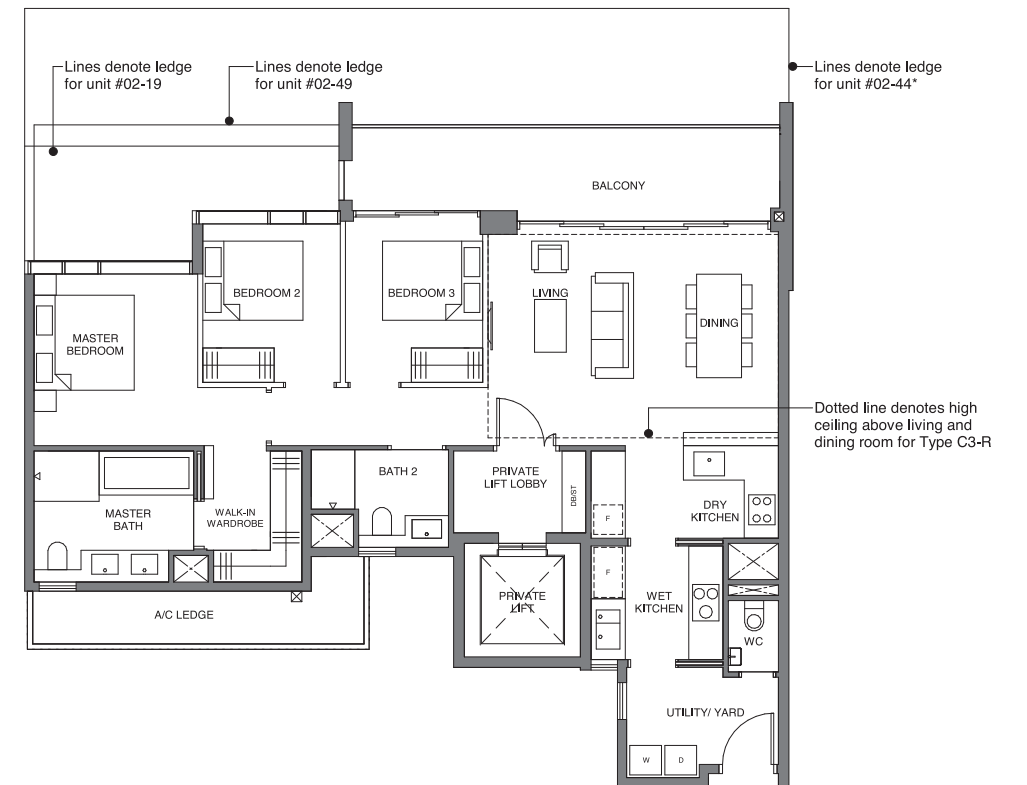 Lines denote ledge
for unit #02-19
Lines denote ledge
for unit #02-49
Lines denote ledge
for unit #02-44*
BALCONY
BEDROOM 2
BEDROOM 3
LIVING
DINING
MASTER
BEDROOM
Dotted line denotes high
ceiling above living and
dining room for Type C3-R
BATH 2
PRIVATE
LIFT LOBBY
DB/ST
MASTER
BATH
WALK-IN
WARDROBE
F
DRY
KITCHEN
F
PRIVATE
LIFT
WET
KITCHEN
A/C LEDGE
WC
UTILITY/ YARD
W
D